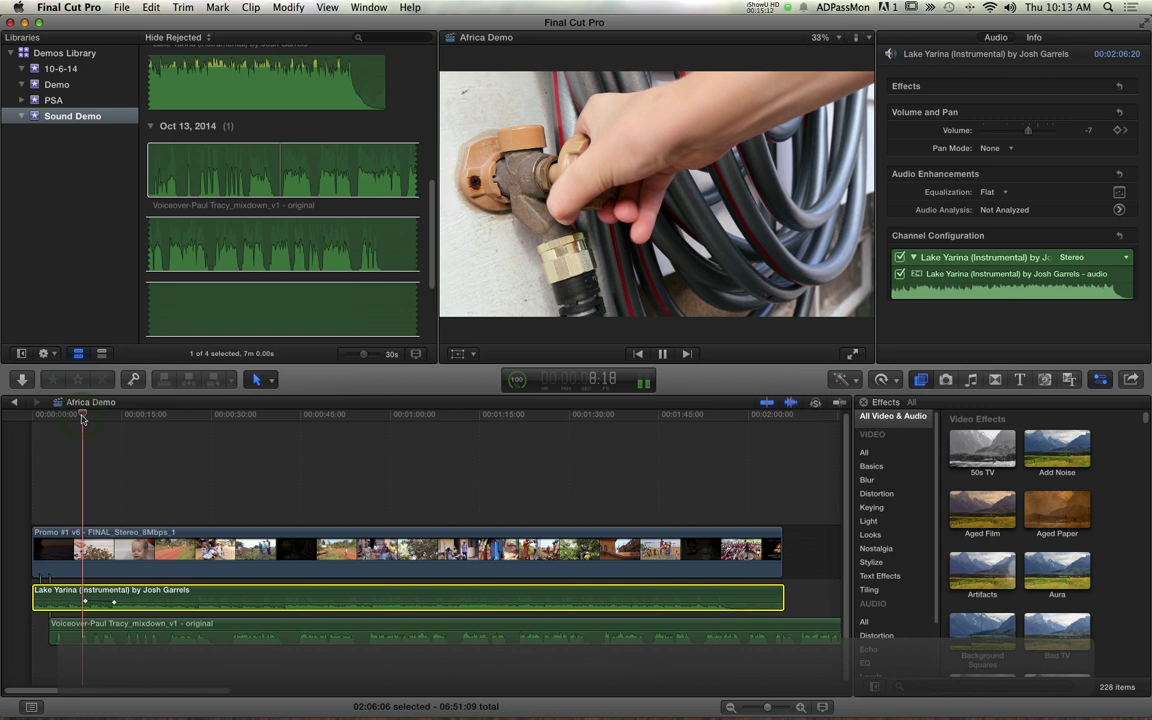 Final Cut Pro File Edit Trim Mark Clip Modify View Window Help
iShowU HD
00:15:12
ADPassMon
1
Thu 10:13 AM
Final Cut Pro
Libraries
Hide Rejected
Africa Demo
33%
Audio
Info
Demos Library
10-6-14
Demo
PSA
Sound Demo
Oct 13, 2014 (1)
Voiceover-Paul Tracy_mixdown_v1 - original
Lake Yarina (Instrumental) by Josh Garrels
00:02:06:20
Effects
Volume and Pan
Volume:
-7
Pan Mode: None
Audio Enhancements
Equalization: Flat
Audio Analysis: Not Analyzed
Channel Configuration
Lake Yarina (Instrumental) by Jo
Stereo
Lake Yarina (Instrumental) by Josh Garrels - audio
1 of 4 selected, 7m 0.00s
30s
100
8:18
Africa Demo
00:00:00:00 00:00:15:00 00:00:30:00 00:00:45:00 00:01:00:00 00:01:15:00 00:01:30:00 00:01:45:00 00:02:00:00
Promo #1 v6 - FINAL_Stereo_8Mbps_1
Lake Yarina (Instrumental) by Josh Garrels
Voiceover-Paul Tracy_mixdown_v1 - original
Effects All
All Video & Audio
VIDEO
All
Basics
Blur
Distortion
Keying
Light
Looks
Nostalgia
Stylize
Text Effects
Tiling
AUDIO
All
Distortion
Echo
EQ
Video Effects
50s TV
Add Noise
Aged Film
Aged Paper
Artifacts
Aura
Background Squares
Bad TV
228 items
02:06:06 selected - 06:51:09 total